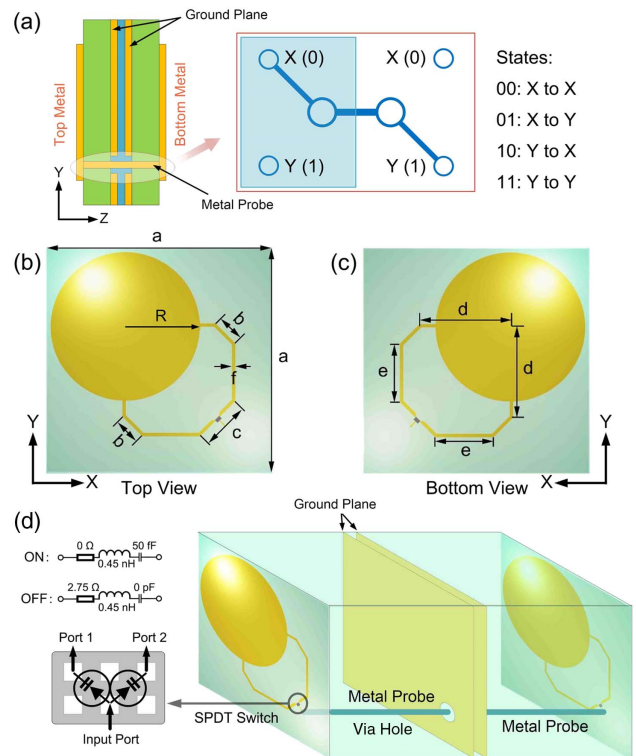 (a)
Ground Plane
Top Metal
Bottom Metal
Metal Probe
Y
Z
X (0)
X (0)
Y (1)
Y (1)
States:
00: X to X
01: X to Y
10: Y to X
11: Y to Y
(b)
a
a
R
b
f
b
c
Y
X
Top View
(c)
d
d
e
e
Y
X
Bottom View
(d)
Ground Plane
ON:
0 Ω
50 fF
0.45 nH
OFF:
2.75 Ω
0 pF
0.45 nH
Port 1
Port 2
Input Port
SPDT Switch
Metal Probe
Via Hole
Metal Probe